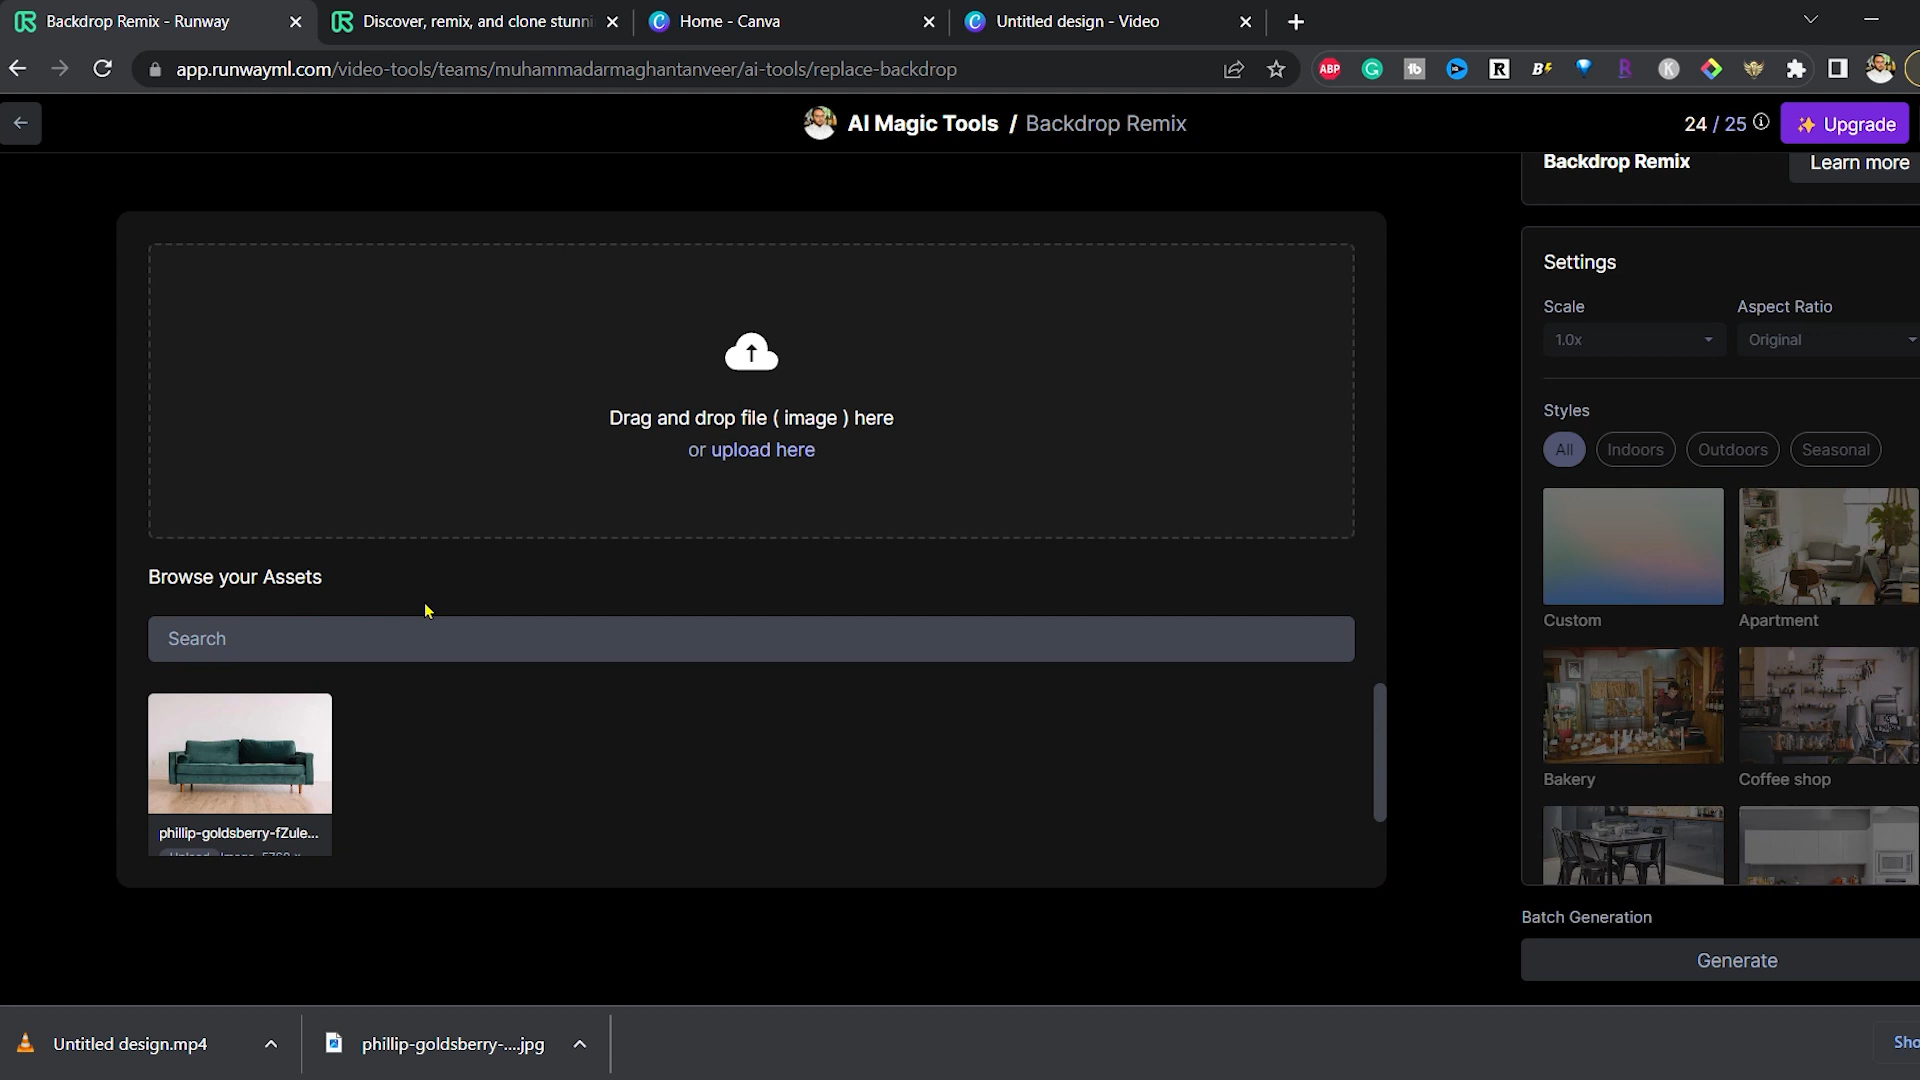 Backdrop Remix - Runway
Discover, remix, and clone stunni
Home - Canva
Untitled design - Video
app.runwayml.com/video-tools/teams/muhammadarmaghantanveer/ai-tools/replace-backdrop
ABP
tb
R
B
R
K
AI Magic Tools / Backdrop Remix
24 / 25
Upgrade
Backdrop Remix
Learn more
Settings
Scale
Aspect Ratio
1.0x
Original
Styles
All
Indoors
Outdoors
Seasonal
Drag and drop file ( image ) here
or upload here
Custom
Apartment
Browse your Assets
Search
Bakery
Coffee shop
phillip-goldsberry-fZule...
Batch Generation
Generate
Untitled design.mp4
phillip-goldsberry-....jpg
Sho